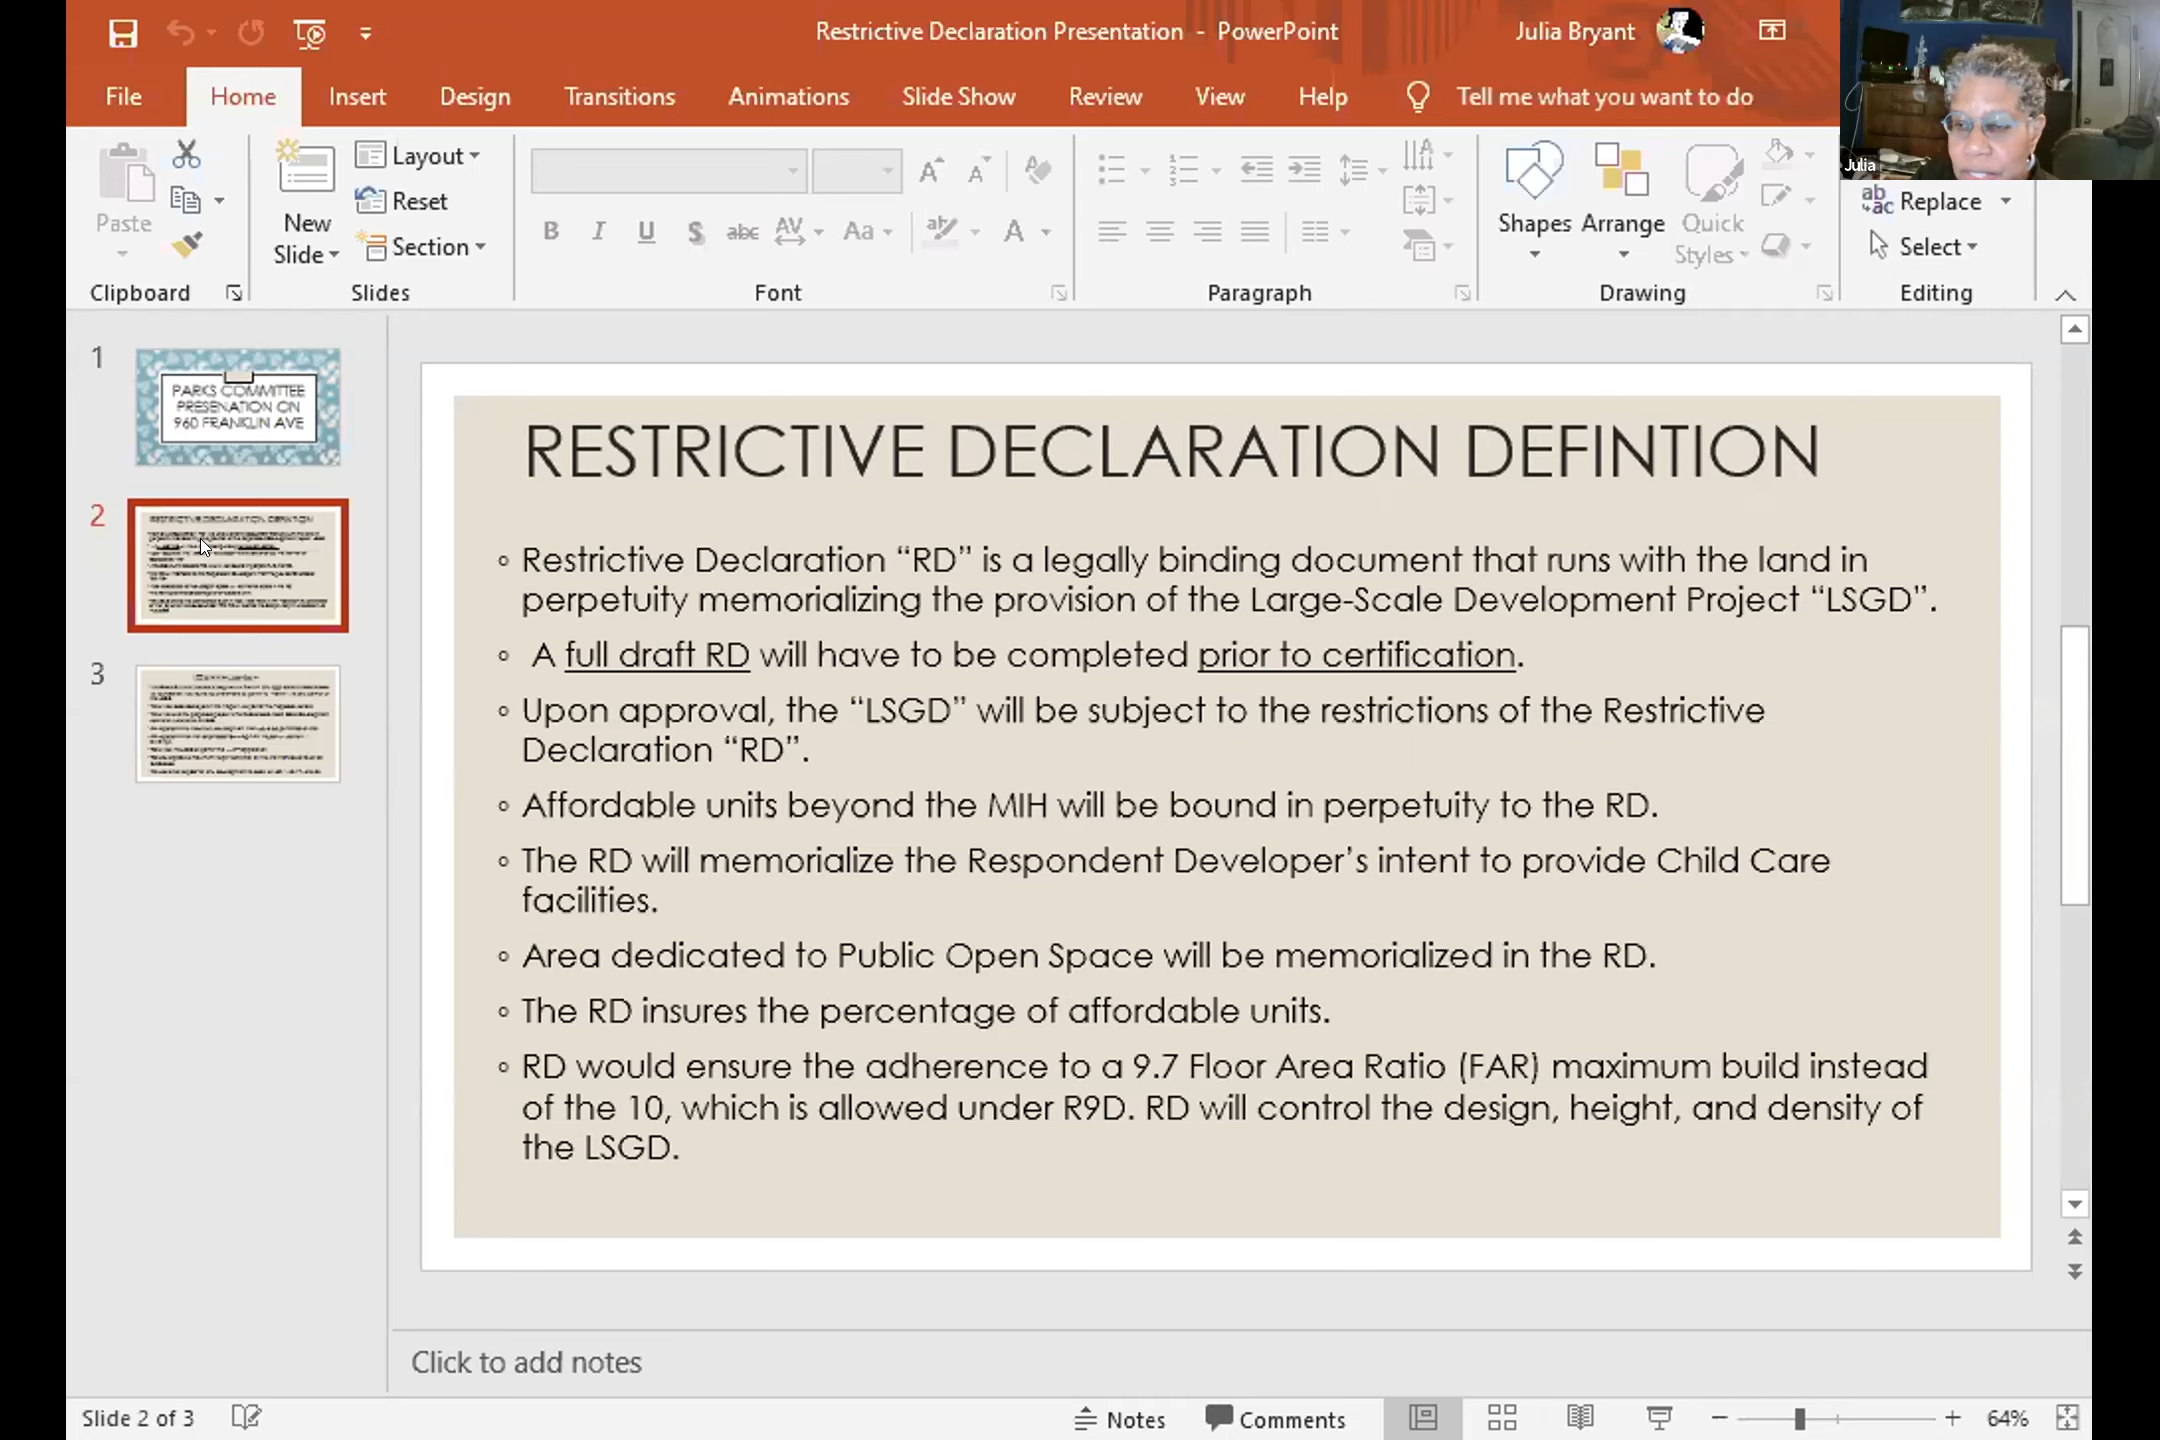 Restrictive Declaration Presentation - PowerPoint
Julia Bryant
File Home Insert Design Transitions Animations Slide Show Review View Help Tell me what you want to do
Julia
Paste
Clipboard
New
Slide
Layout
Reset
Section
Slides
B I U S abc AV Aa A
Font
Paragraph
Shapes Arrange Quick
Styles
Drawing
Replace
Select
Editing
1
PARKS COMMITTEE
PRESENATION ON
960 FRANKLIN AVE
2
3
RESTRICTIVE DECLARATION DEFINTION
◦ Restrictive Declaration “RD” is a legally binding document that runs with the land in
perpetuity memorializing the provision of the Large-Scale Development Project “LSGD”.
◦ A full draft RD will have to be completed prior to certification.
◦ Upon approval, the “LSGD” will be subject to the restrictions of the Restrictive
Declaration “RD”.
◦ Affordable units beyond the MIH will be bound in perpetuity to the RD.
◦ The RD will memorialize the Respondent Developer’s intent to provide Child Care
facilities.
◦ Area dedicated to Public Open Space will be memorialized in the RD.
◦ The RD insures the percentage of affordable units.
◦ RD would ensure the adherence to a 9.7 Floor Area Ratio (FAR) maximum build instead
of the 10, which is allowed under R9D. RD will control the design, height, and density of
the LSGD.
Click to add notes
Slide 2 of 3
Notes
Comments
64%